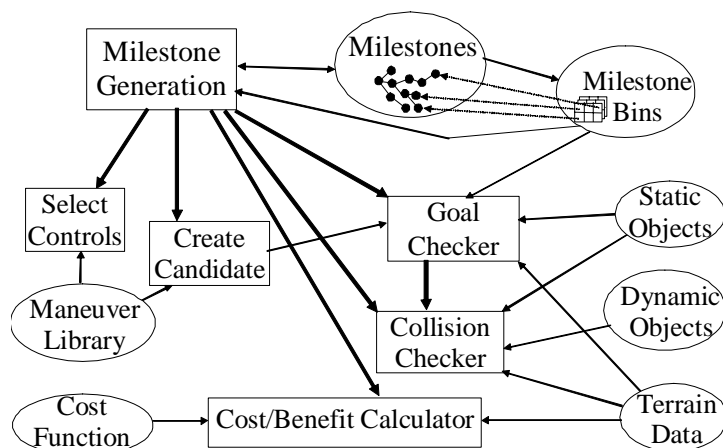 Milestone
Generation
Milestones
Milestone
Bins
Select
Controls
Create
Candidate
Goal
Checker
Static
Objects
Maneuver
Library
Collision
Checker
Dynamic
Objects
Cost
Function
Cost/Benefit Calculator
Terrain
Data